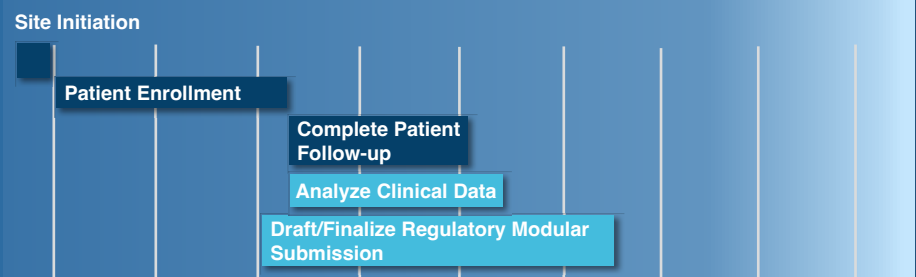 Site Initiation
Patient Enrollment
Complete Patient
Follow-up
Analyze Clinical Data
Draft/Finalize Regulatory Modular
Submission